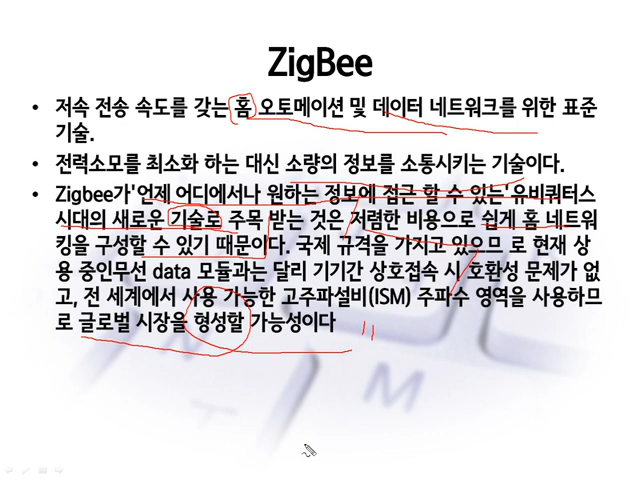 ZigBee
• 저속 전송 속도를 갖는 홈 오토메이션 및 데이터 네트워크를 위한 표준
기술.
• 전력소모를 최소화 하는 대신 소량의 정보를 소통시키는 기술이다.
• Zigbee가'언제 어디에서나 원하는 정보에 접근 할 수 있는'유비쿼터스
시대의 새로운 기술로 주목 받는 것은 저렴한 비용으로 쉽게 홈 네트워
킹을 구성할 수 있기 때문이다. 국제 규격을 가지고 있으므 로 현재 상
용 중인무선 data 모듈과는 달리 기기간 상호접속 시 호환성 문제가 없
고, 전 세계에서 사용 가능한 고주파설비(ISM) 주파수 영역을 사용하므
로 글로벌 시장을 형성할 가능성이다
M